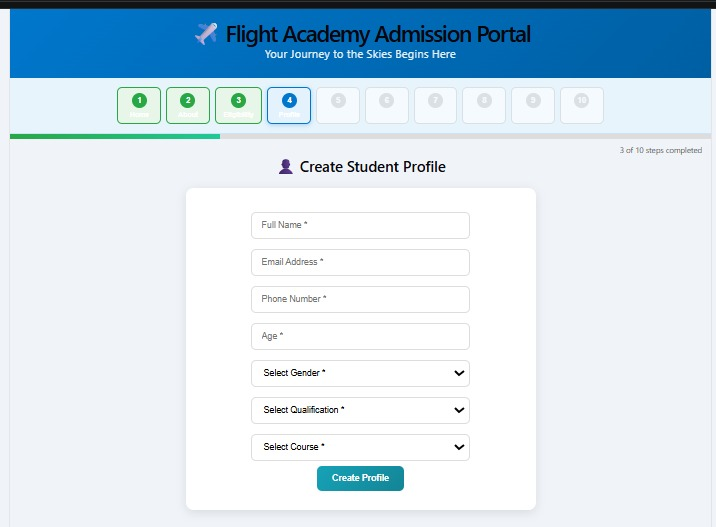 Flight Academy Admission Portal
Your Journey to the Skies Begins Here
1 2 3 4 5 6 7 8 9 10
Eligibility Profile
3 of 10 steps completed
Create Student Profile
Full Name *
Email Address *
Phone Number *
Age *
Select Gender *
Select Qualification *
Select Course *
Create Profile